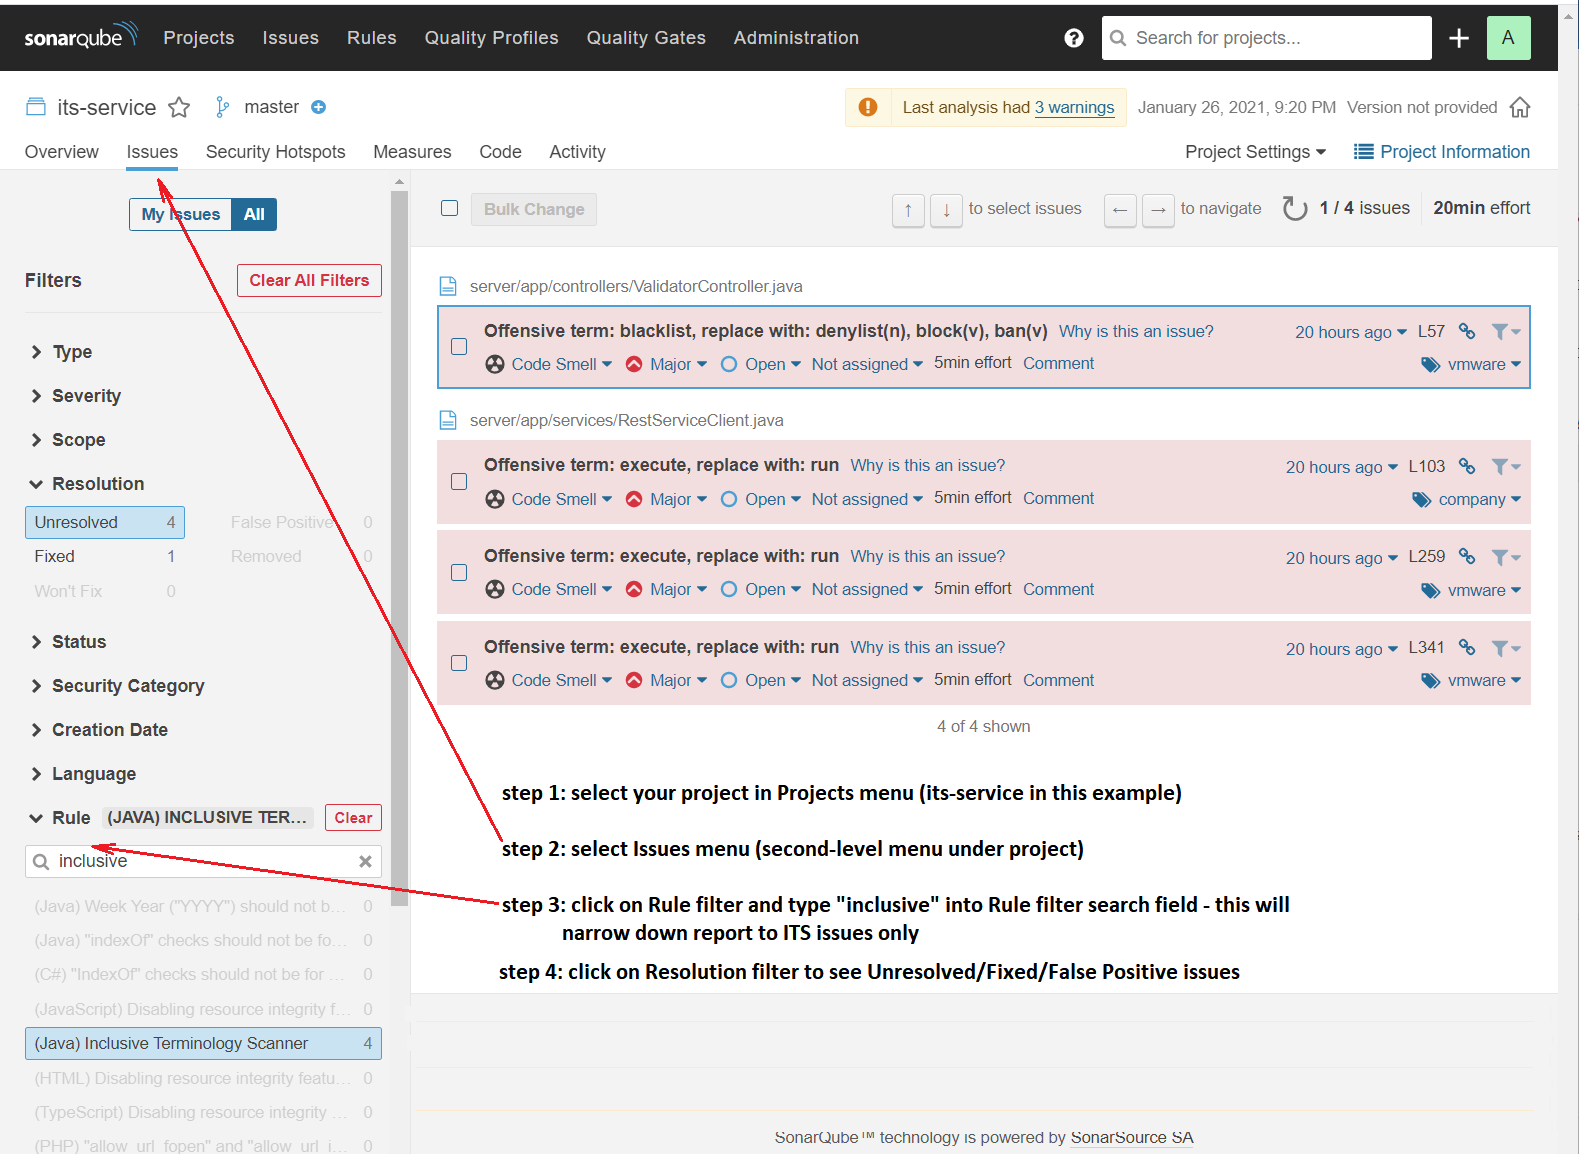 sonarqube Projects Issues Rules Quality Profiles Quality Gates Administration ? Search for projects... + A
its-service master Last analysis had 3 warnings January 26, 2021, 9:20 PM Version not provided
Overview Issues Security Hotspots Measures Code Activity Project Settings Project Information
My Issues All
Bulk Change ↑ ↓ to select issues ← → to navigate 1 / 4 issues 20min effort
Filters Clear All Filters
Type
Severity
Scope
Resolution
Unresolved 4 False Positive 0
Fixed 1 Removed 0
Won't Fix 0
Status
Security Category
Creation Date
Language
Rule (JAVA) INCLUSIVE TER... Clear
inclusive
(Java) Week Year ("YYYY") should not b... 0
(Java) "indexOf" checks should not be fo... 0
(C#) "IndexOf" checks should not be for ... 0
(JavaScript) Disabling resource integrity f... 0
(Java) Inclusive Terminology Scanner 4
(HTML) Disabling resource integrity featu... 0
(TypeScript) Disabling resource integrity ... 0
(PHP) "allow_url_fopen" and "allow_url_i... 0
server/app/controllers/ValidatorController.java
Offensive term: blacklist, replace with: denylist(n), block(v), ban(v) Why is this an issue? 20 hours ago L57
Code Smell Major Open Not assigned 5min effort Comment vmware
server/app/services/RestServiceClient.java
Offensive term: execute, replace with: run Why is this an issue? 20 hours ago L103
Code Smell Major Open Not assigned 5min effort Comment company
Offensive term: execute, replace with: run Why is this an issue? 20 hours ago L259
Code Smell Major Open Not assigned 5min effort Comment vmware
Offensive term: execute, replace with: run Why is this an issue? 20 hours ago L341
Code Smell Major Open Not assigned 5min effort Comment vmware
4 of 4 shown
step 1: select your project in Projects menu (its-service in this example)
step 2: select Issues menu (second-level menu under project)
step 3: click on Rule filter and type "inclusive" into Rule filter search field - this will
narrow down report to ITS issues only
step 4: click on Resolution filter to see Unresolved/Fixed/False Positive issues
SonarQube™ technology is powered by SonarSource SA